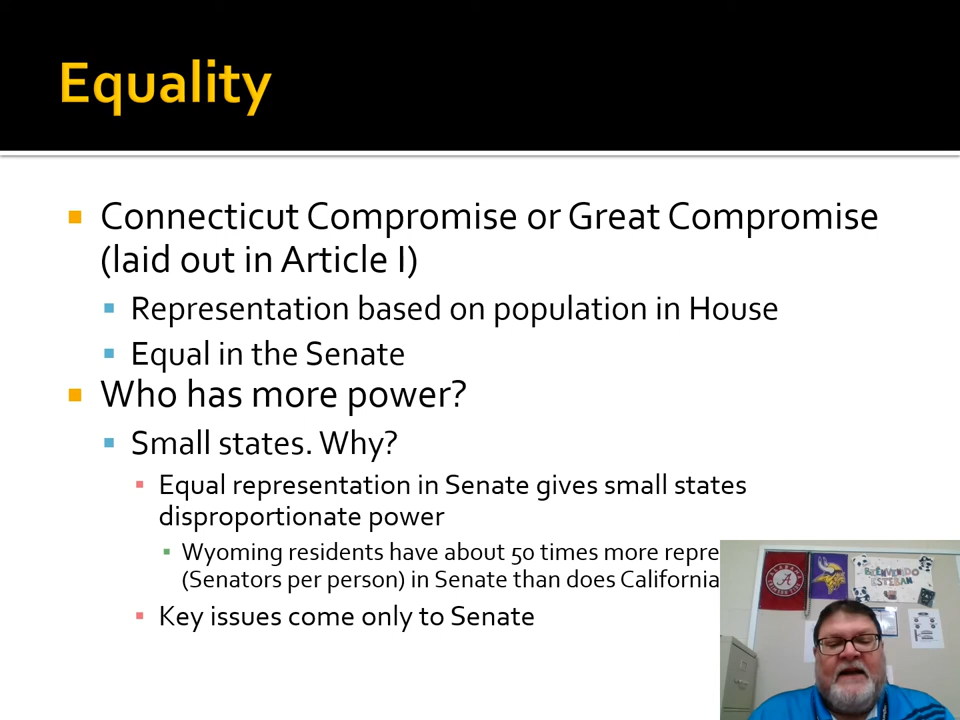 Equality
Connecticut Compromise or Great Compromise
(laid out in Article I)
Representation based on population in House
Equal in the Senate
Who has more power?
Small states. Why?
Equal representation in Senate gives small states
disproportionate power
Wyoming residents have about 50 times more
(Senators per person) in Senate than does California
Key issues come only to Senate
ALABAMA
A
BIENVENIDO
ESTEBAN